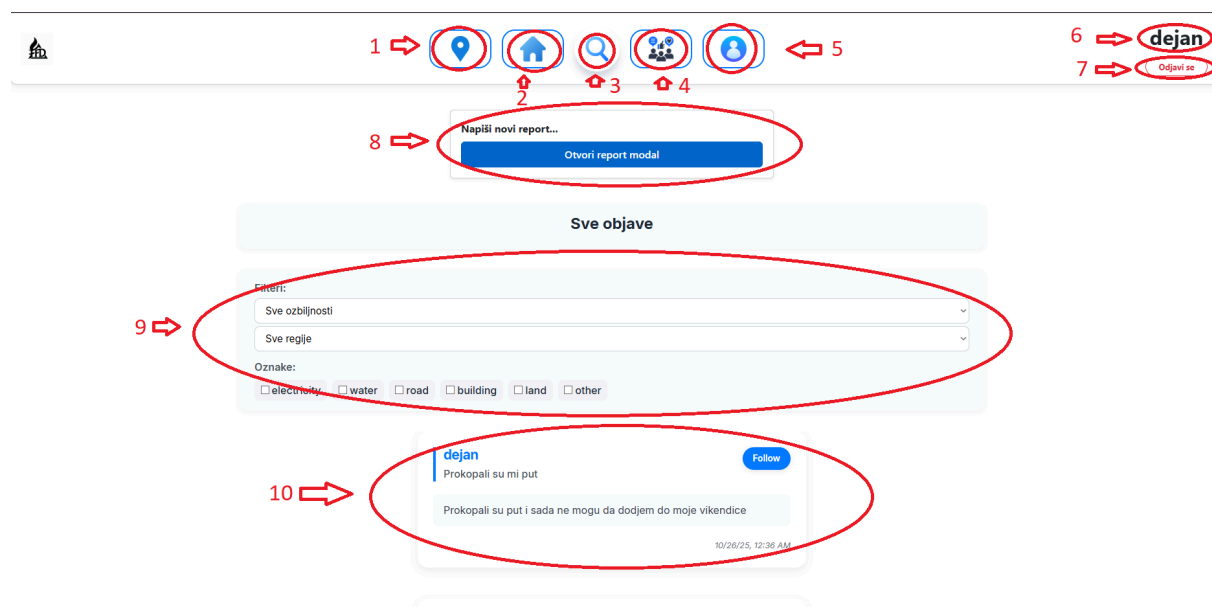 1
2
3
4
5
6
dejan
7
Odjavi se
8
Napiši novi report...
Otvori report modal
Sve objave
9
Filteri:
Sve ozbiljnosti
Sve regije
Oznake:
electricity water road building land other
10
dejan
Follow
Prokopali su mi put
Prokopali su put i sada ne mogu da dodjem do moje vikendice
10/26/25, 12:36 AM